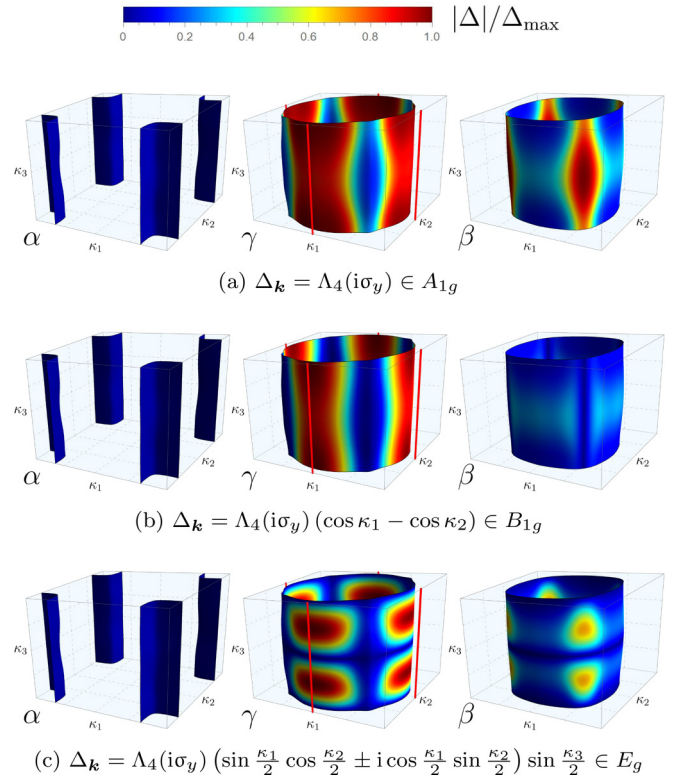 |Δ|/Δmax
0 0.2 0.4 0.6 0.8 1.0
κ3 κ2 κ1 α
κ3 κ2 κ1 γ
κ3 κ2 κ1 β
(a) Δ𝒌 = Λ4(iσy) ∈ A1g
κ3 κ2 κ1 α
κ3 κ2 κ1 γ
κ3 κ2 κ1 β
(b) Δ𝒌 = Λ4(iσy) (cos κ1 − cos κ2) ∈ B1g
κ3 κ2 κ1 α
κ3 κ2 κ1 γ
κ3 κ2 κ1 β
(c) Δ𝒌 = Λ4(iσy) (sin κ1/2 cos κ2/2 ± i cos κ1/2 sin κ2/2) sin κ3/2 ∈ Eg